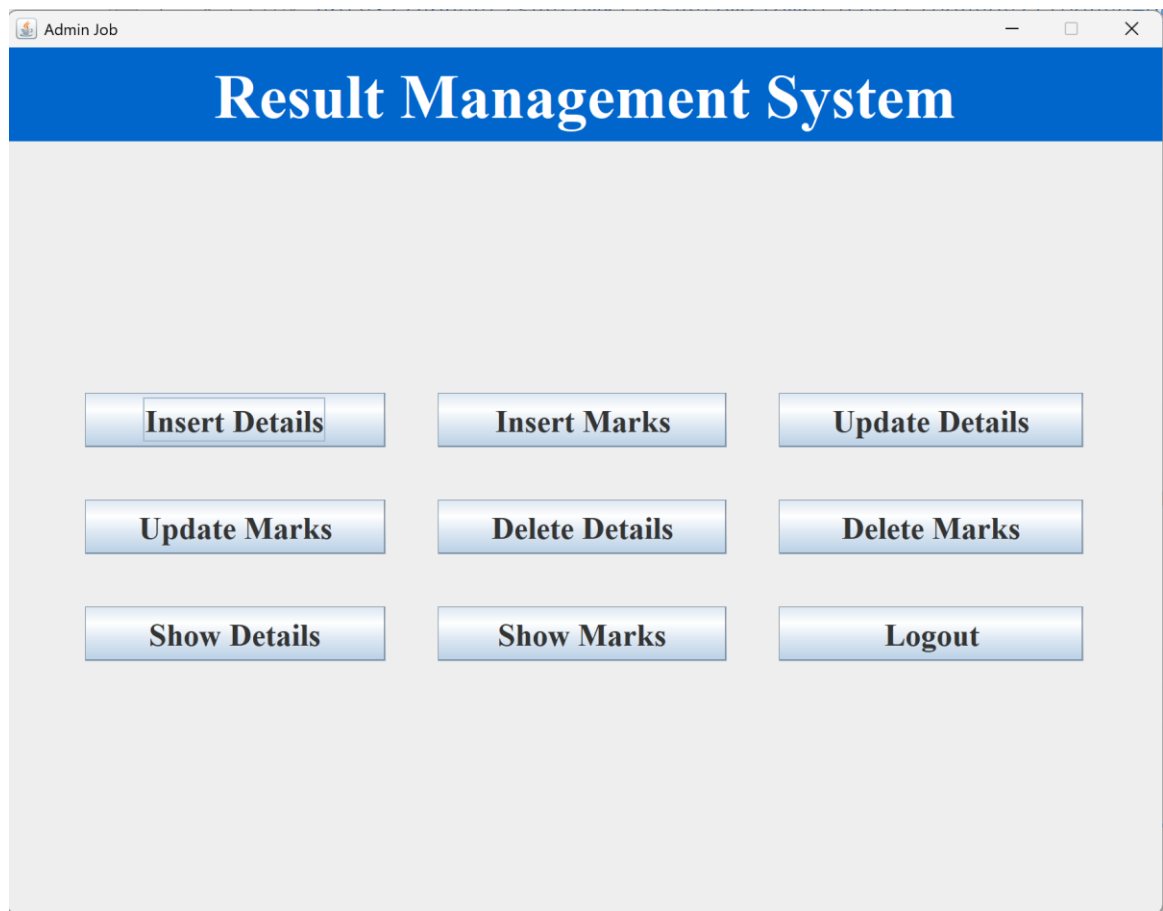 Admin Job
Result Management System
Insert Details Insert Marks Update Details
Update Marks Delete Details Delete Marks
Show Details Show Marks Logout